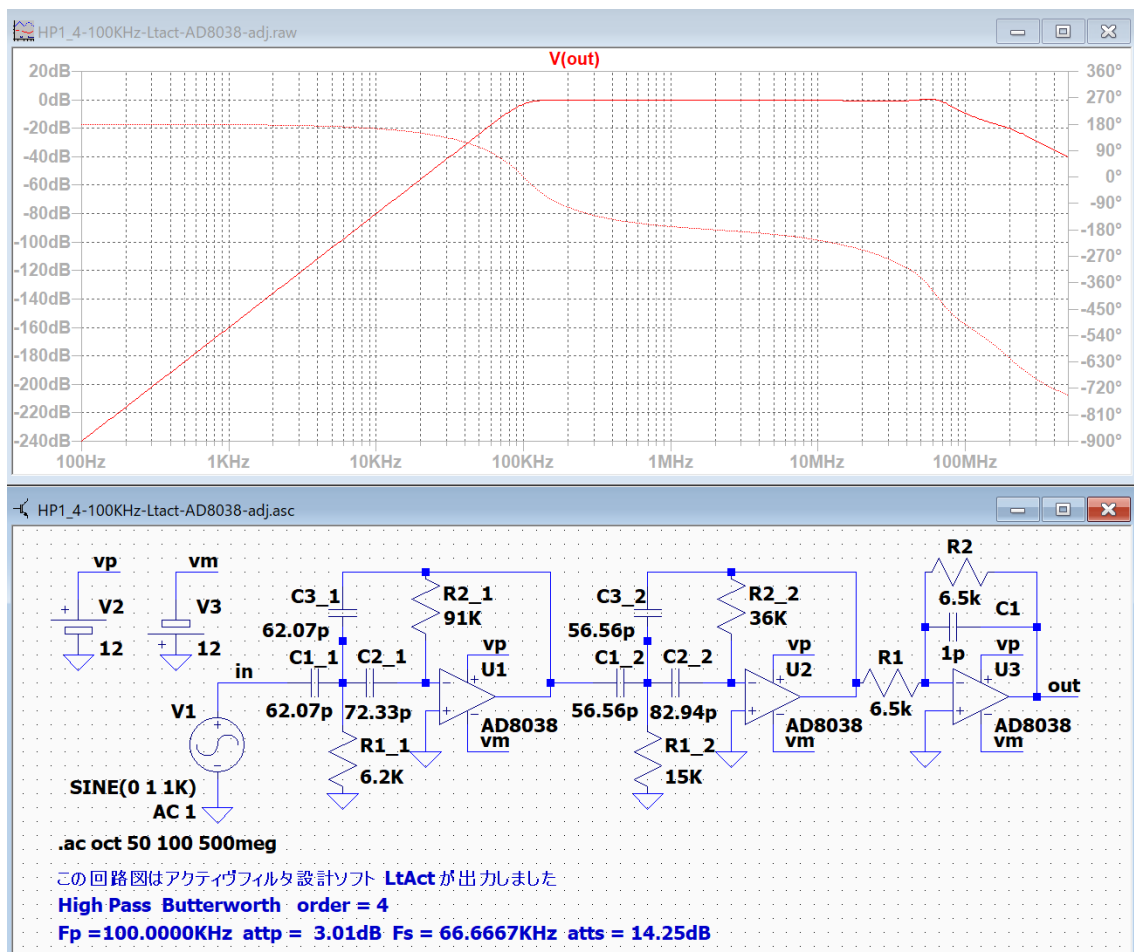 HP1_4-100KHz-Ltact-AD8038-adj.raw
V(out)
20dB 360°
0dB 270°
-20dB 180°
-40dB 90°
-60dB 0°
-80dB -90°
-100dB -180°
-120dB -270°
-140dB -360°
-160dB -450°
-180dB -540°
-200dB -630°
-220dB -720°
-240dB -810°
-900°
100Hz 1KHz 10KHz 100KHz 1MHz 10MHz 100MHz
HP1_4-100KHz-Ltact-AD8038-adj.asc
vp
V2
12
vm
V3
12
in
V1
SINE(0 1 1K)
AC 1
C3_1
62.07p
R2_1
91K
C1_1
62.07p
C2_1
72.33p
R1_1
6.2K
vp
U1
AD8038
vm
C3_2
56.56p
R2_2
36K
C1_2
56.56p
C2_2
82.94p
R1_2
15K
vp
U2
AD8038
vm
R1
6.5k
R2
6.5k
C1
1p
vp
U3
AD8038
vm
out
.ac oct 50 100 500meg
この回路図はアクティヴフィルタ設計ソフト LtAct が出力しました
High Pass Butterworth order = 4
Fp =100.0000KHz attp = 3.01dB Fs = 66.6667KHz atts = 14.25dB